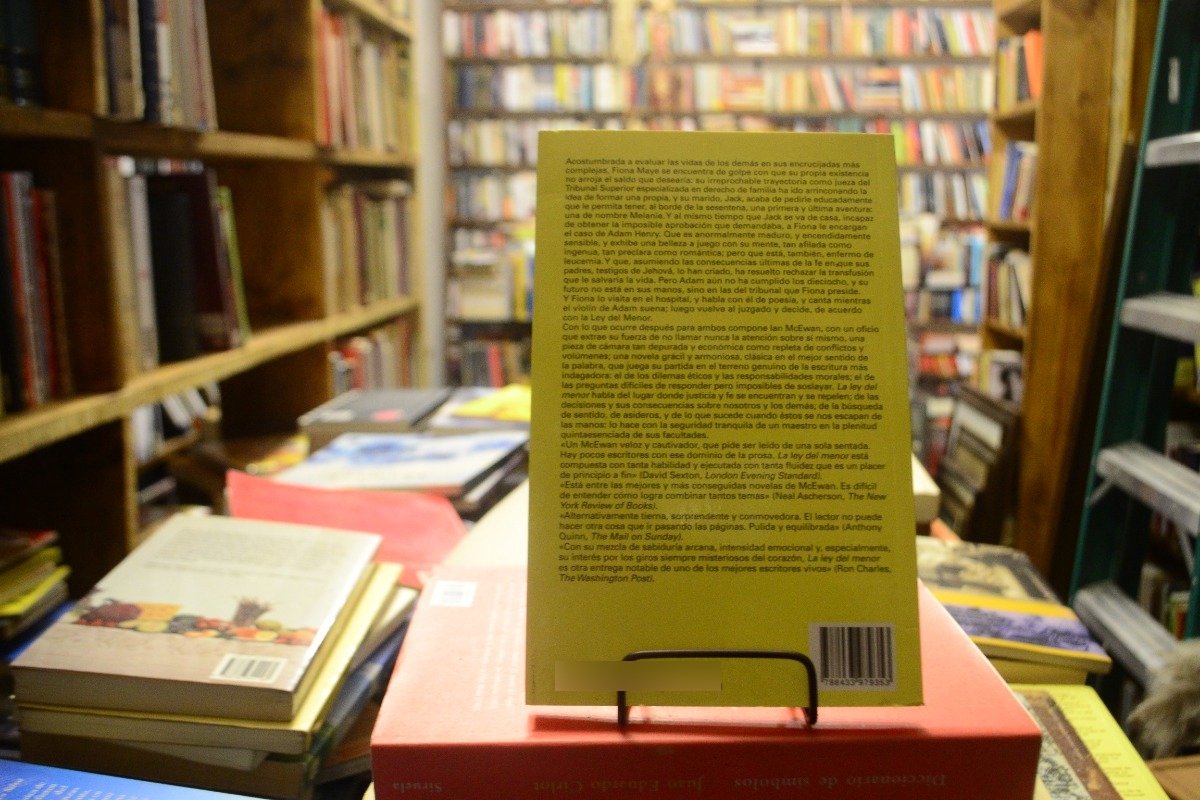 Acostumbrada a evaluar las vidas de los demás en sus encrucijadas más
complejas, Fiona Maye se encuentra de golpe con que su propia existencia
no arroja el saldo que desearía: su irreprochable trayectoria como jueza del
Tribunal Superior especializada en derecho de familia ha ido arrinconando la
idea de formar una propia, y su marido, Jack, acaba de pedirle educadamente
que le permita tener, al borde de la sesentena, una primera y última aventura:
una de nombre Melanie. Y al mismo tiempo que Jack se va de casa, incapaz
de obtener la imposible aprobación que demandaba, a Fiona le encargan
el caso de Adam Henry. Que es anormalmente maduro, y encendidamente
sensible, y exhibe una belleza a juego con su mente, tan afilada como
ingenua, tan preclara como romántica; pero que está, también, enfermo de
leucemia. Y que, asumiendo las consecuencias últimas de la fe en que sus
padres, testigos de Jehová, lo han criado, ha resuelto rechazar la transfusión
que le salvaría la vida. Pero Adam aún no ha cumplido los dieciocho, y su
futuro no está en sus manos, sino en las del tribunal que Fiona preside.
Y Fiona lo visita en el hospital, y habla con él de poesía, y canta mientras
el violín de Adam suena; luego vuelve al juzgado y decide, de acuerdo
con la Ley del Menor.
Con lo que ocurre después para ambos compone Ian McEwan, con un oficio
que extrae su fuerza de no llamar nunca la atención sobre sí mismo, una
pieza de cámara tan depurada y económica como repleta de conflictos y
volúmenes; una novela grácil y armoniosa, clásica en el mejor sentido de
la palabra, que juega su partida en el terreno genuino de la escritura más
indagadora: el de los dilemas éticos y las responsabilidades morales; el de
las preguntas difíciles de responder pero imposibles de soslayar. La ley del
menor habla del lugar donde justicia y fe se encuentran y se repelen; de las
decisiones y sus consecuencias sobre nosotros y los demás; de la búsqueda
de sentido, de asideros, y de lo que sucede cuando éstos se nos escapan de
las manos: lo hace con la seguridad tranquila de un maestro en la plenitud
quintaesenciada de sus facultades.
«Un McEwan veloz y cautivador, que pide ser leído de una sola sentada.
Hay pocos escritores con ese dominio de la prosa. La ley del menor está
compuesta con tanta habilidad y ejecutada con tanta fluidez que es un placer
de principio a fin» (David Sexton, London Evening Standard).
«Está entre las mejores y más conseguidas novelas de McEwan. Es difícil
de entender cómo logra combinar tantos temas» (Neal Ascherson, The New
York Review of Books).
«Alternativamente tierna, sorprendente y conmovedora. El lector no puede
hacer otra cosa que ir pasando las páginas. Pulida y equilibrada» (Anthony
Quinn, The Mail on Sunday).
«Con su mezcla de sabiduría arcana, intensidad emocional y, especialmente,
su interés por los giros siempre misteriosos del corazón, La ley del menor
es otra entrega notable de uno de los mejores escritores vivos» (Ron Charles,
The Washington Post).
788433 979353
Diccionario de símbolos Juan Eduardo Cirlot Siruela